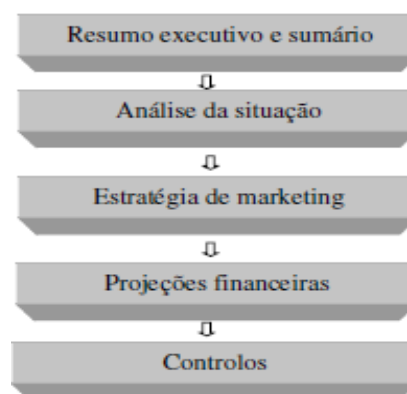 Resumo executivo e sumário
Análise da situação
Estratégia de marketing
Projeções financeiras
Controlos